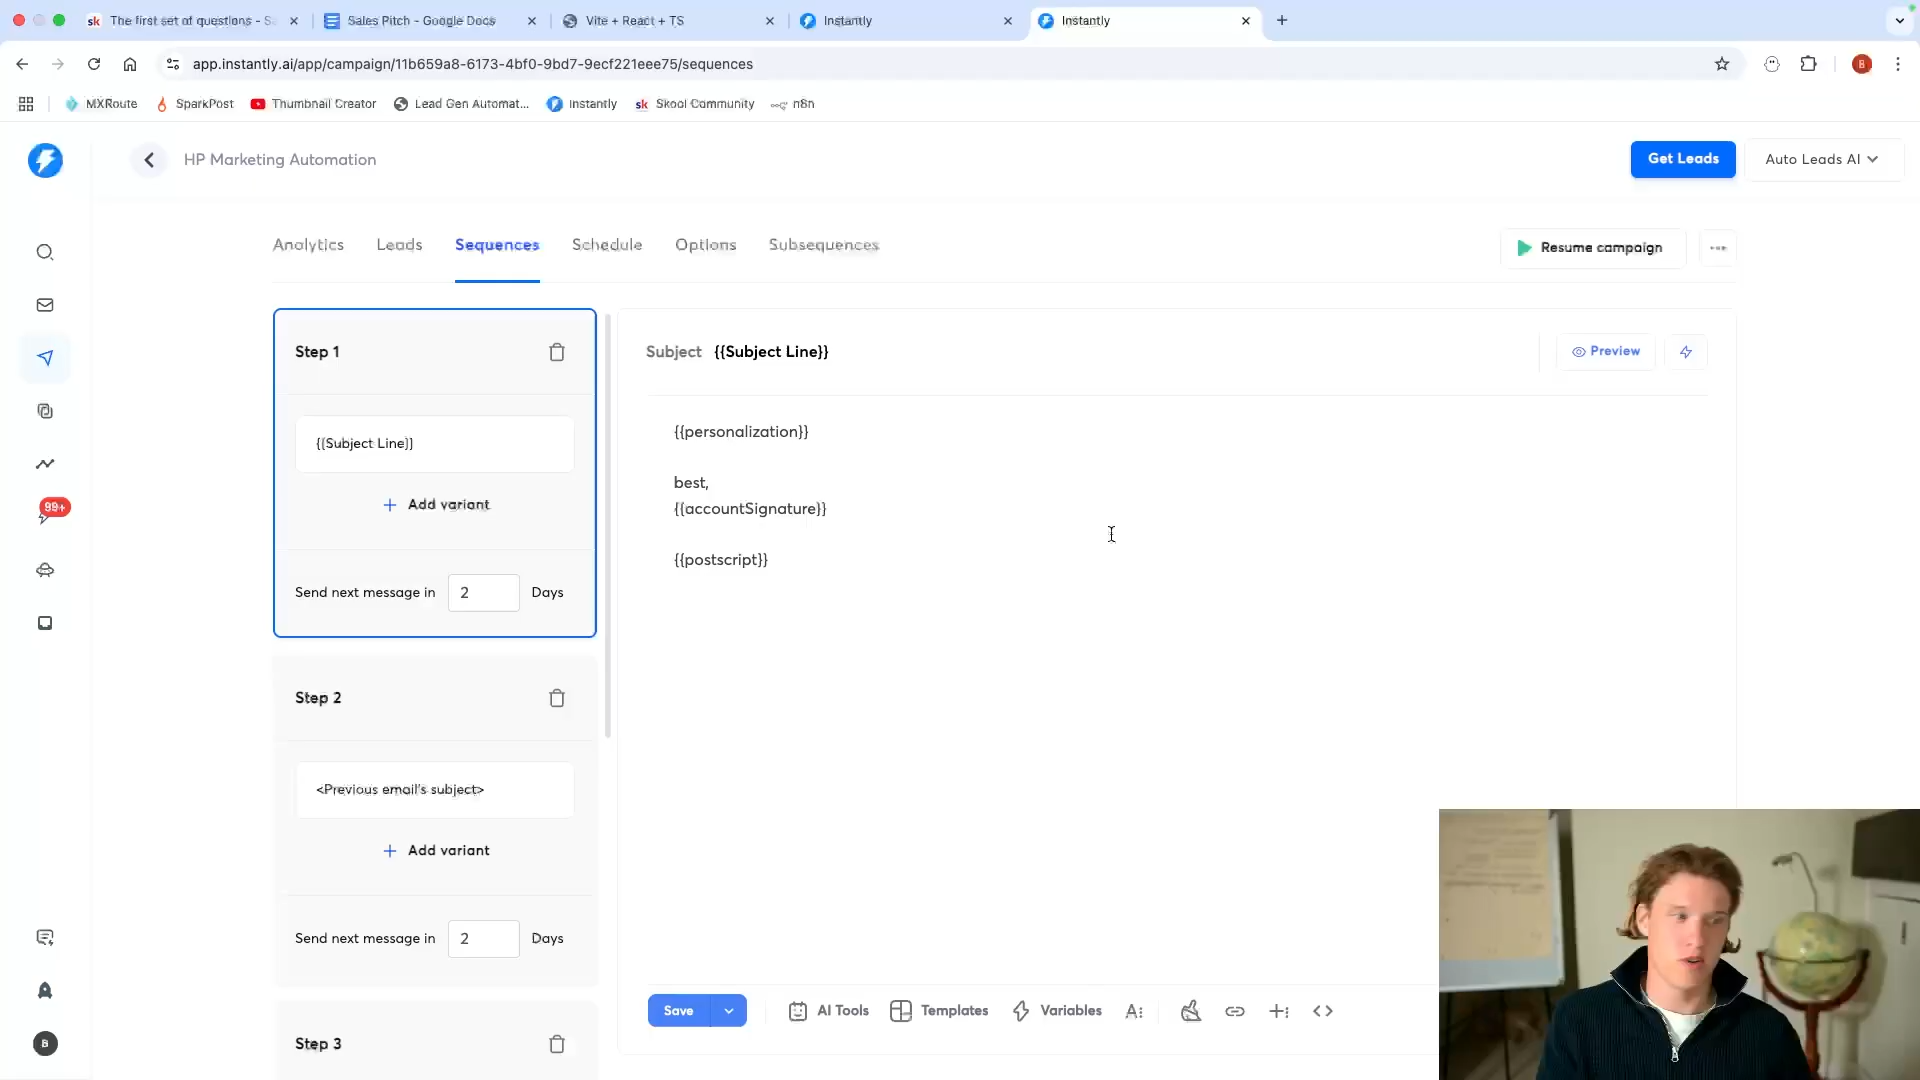 The first set of questions - S
Sales Pitch - Google Docs
Vite + React + TS
Instantly
Instantly
app.instantly.ai/app/campaign/11b659a8-6173-4bf0-9bd7-9ecf221eee75/sequences
B
MXRoute
SparkPost
Thumbnail Creator
Lead Gen Automat...
Instantly
Skool Community
n8n
HP Marketing Automation
Get Leads
Auto Leads AI
Analytics
Leads
Sequences
Schedule
Options
Subsequences
Resume campaign
Step 1
Subject {{Subject Line}}
Preview
{{Subject Line}}
Add variant
Send next message in 2 Days
{{personalization}}
best,
{{accountSignature}}
{{postscript}}
99+
Step 2
<Previous email's subject>
Add variant
Send next message in 2 Days
Step 3
Save
AI Tools
Templates
Variables
B